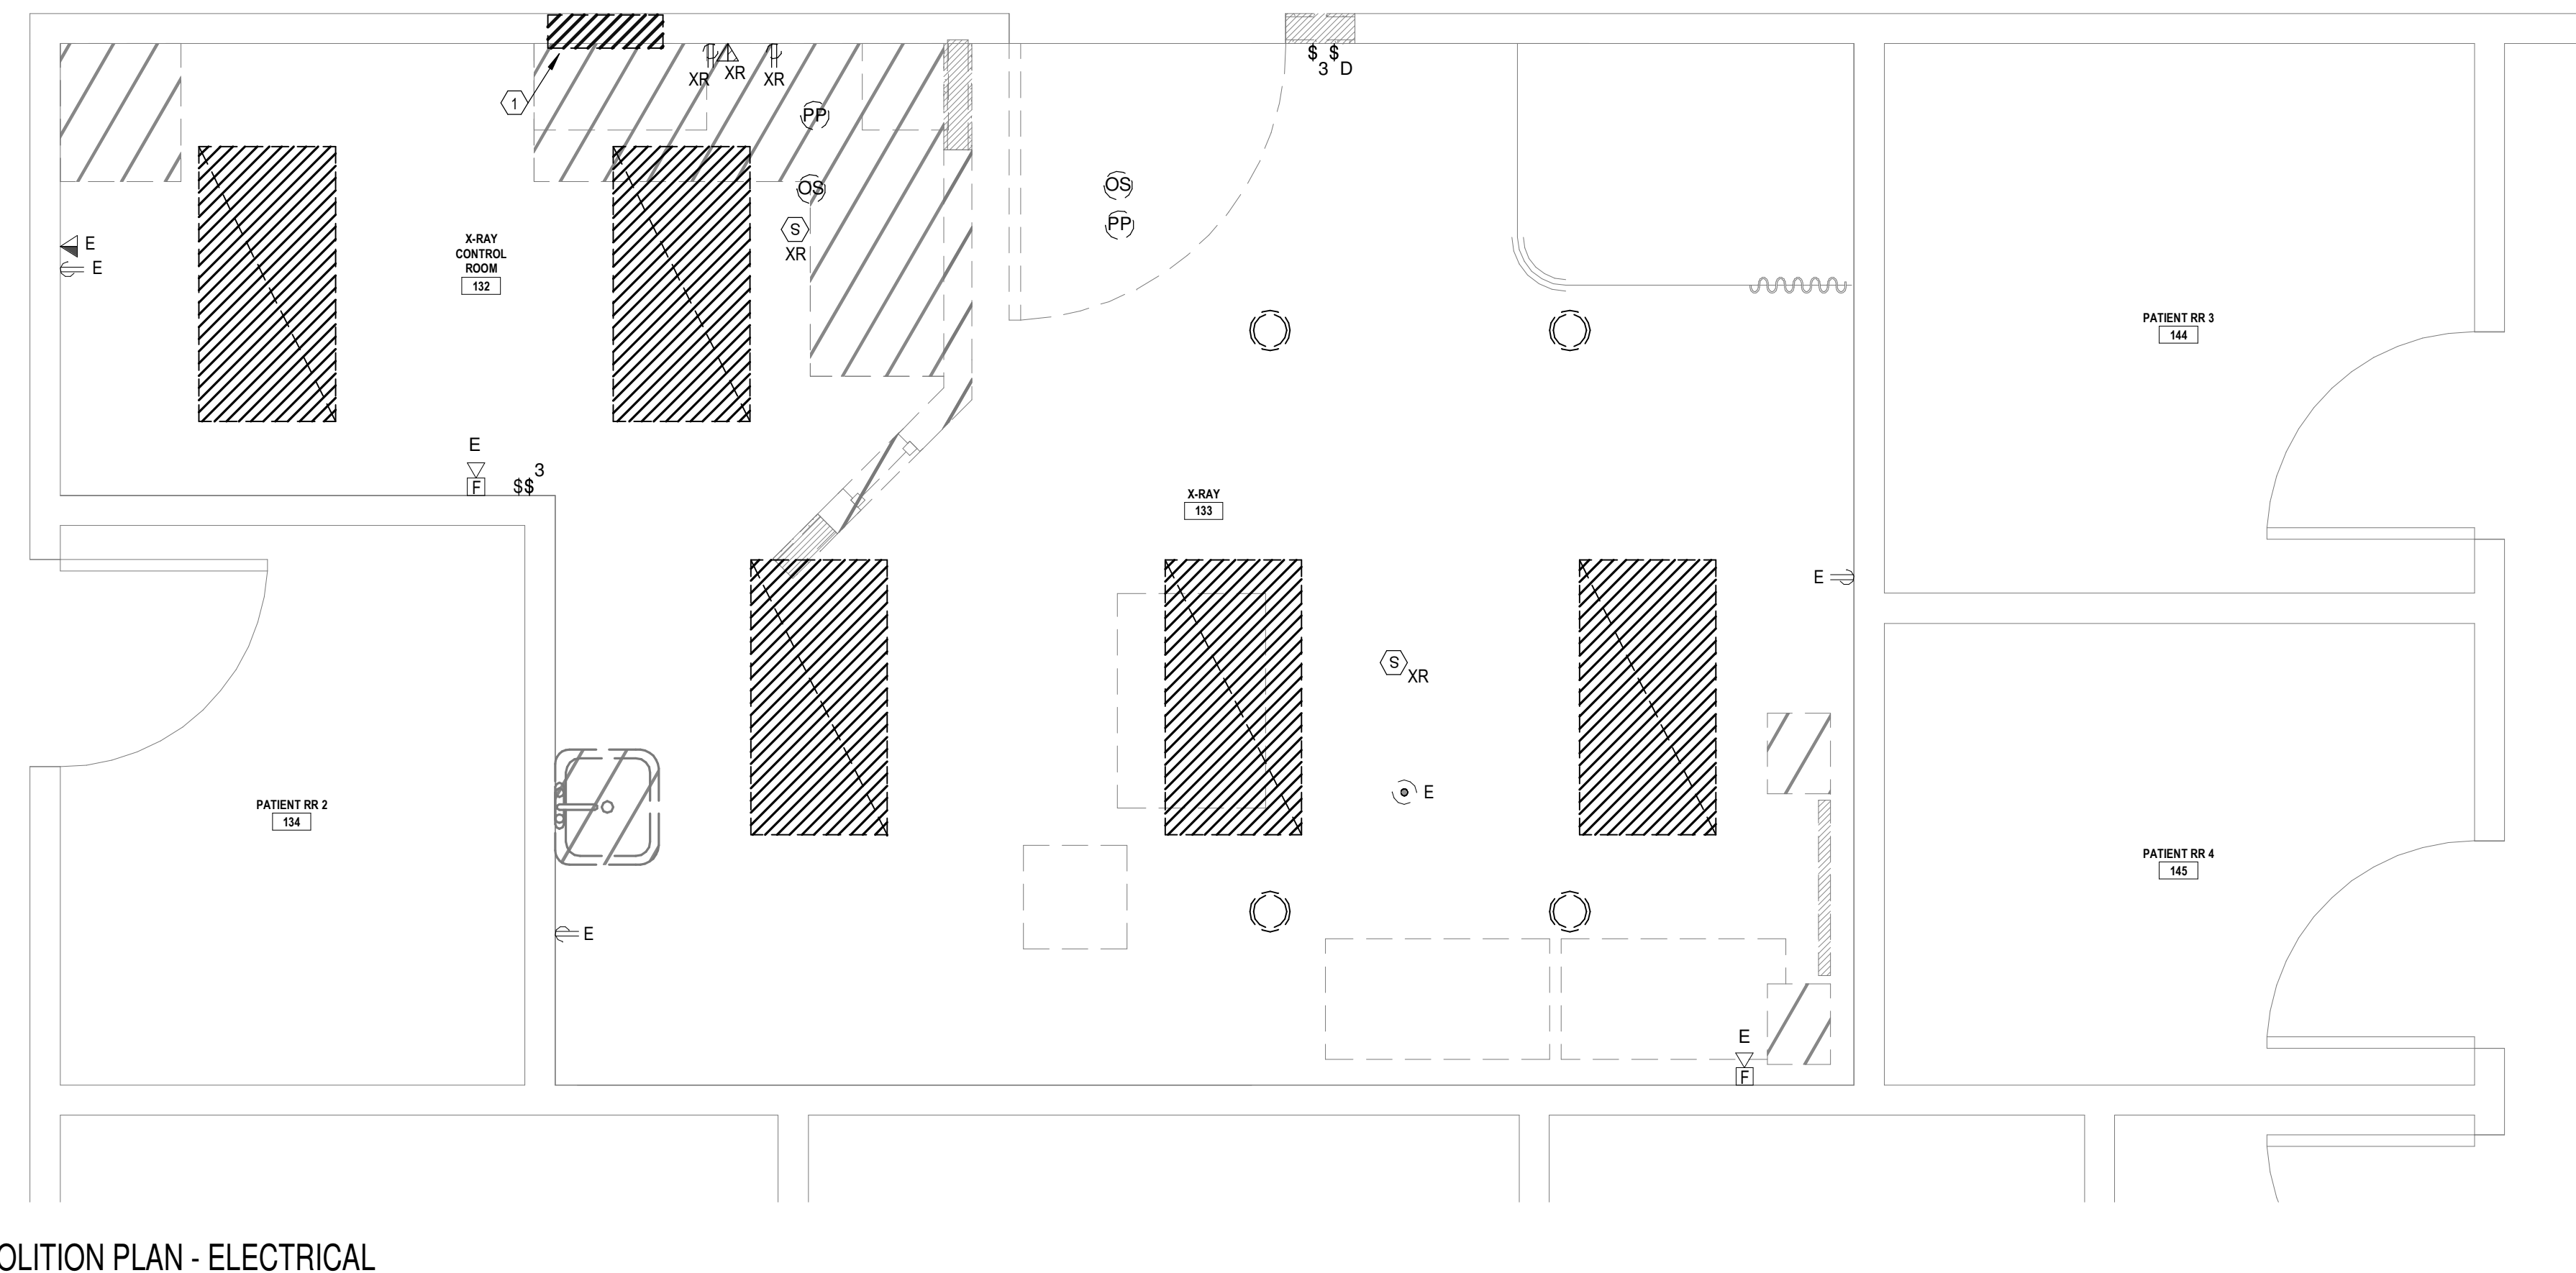 $ $
3 D
XR XR XR
1
PP
OS
OS
PP
S
XR
E
E
X-RAY
CONTROL
ROOM
132
PATIENT RR 3
144
E
F
$$ 3
X-RAY
133
E
S
XR
E
PATIENT RR 2
134
PATIENT RR 4
145
E
E
F
OLITION PLAN - ELECTRICAL